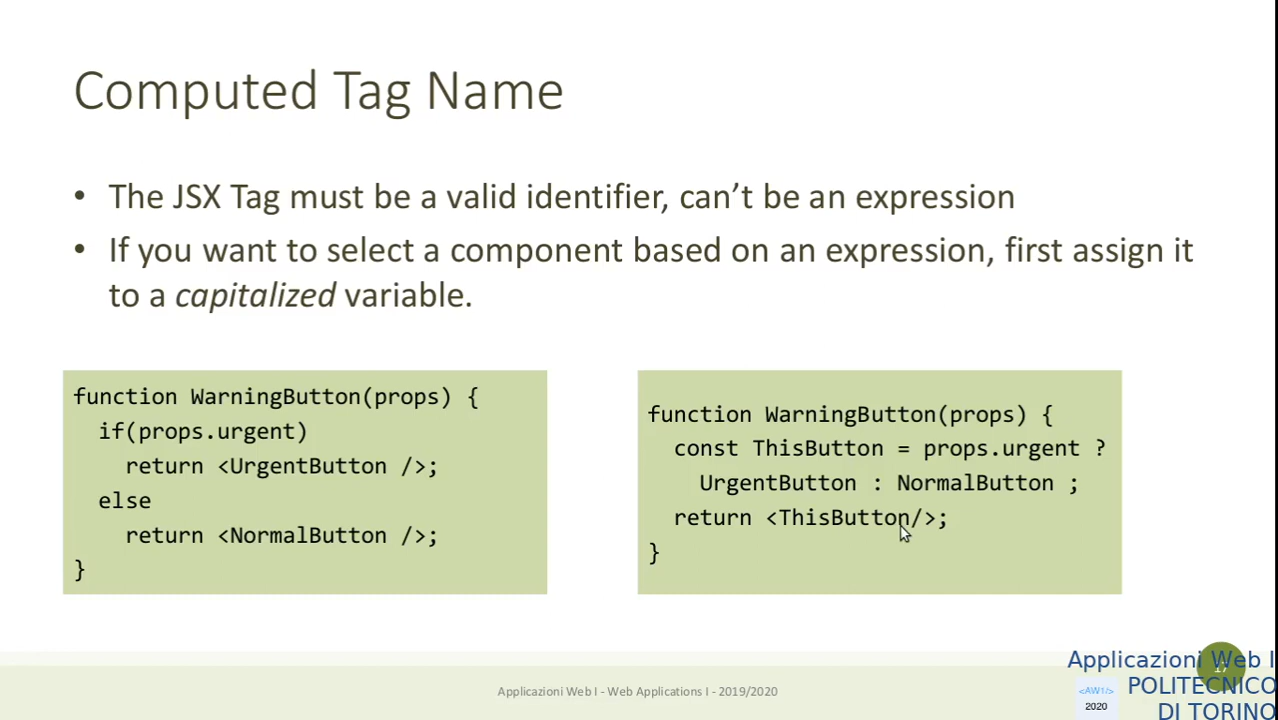 Computed Tag Name
• The JSX Tag must be a valid identifier, can’t be an expression
• If you want to select a component based on an expression, first assign it
to a capitalized variable.
function WarningButton(props) {
  if(props.urgent)
    return <UrgentButton />;
  else
    return <NormalButton />;
}
function WarningButton(props) {
  const ThisButton = props.urgent ?
    UrgentButton : NormalButton ;
  return <ThisButton/>;
}
Applicazioni Web I - Web Applications I - 2019/2020
Applicazioni Web I
POLITECNICO
DI TORINO
<AW1/>
2020